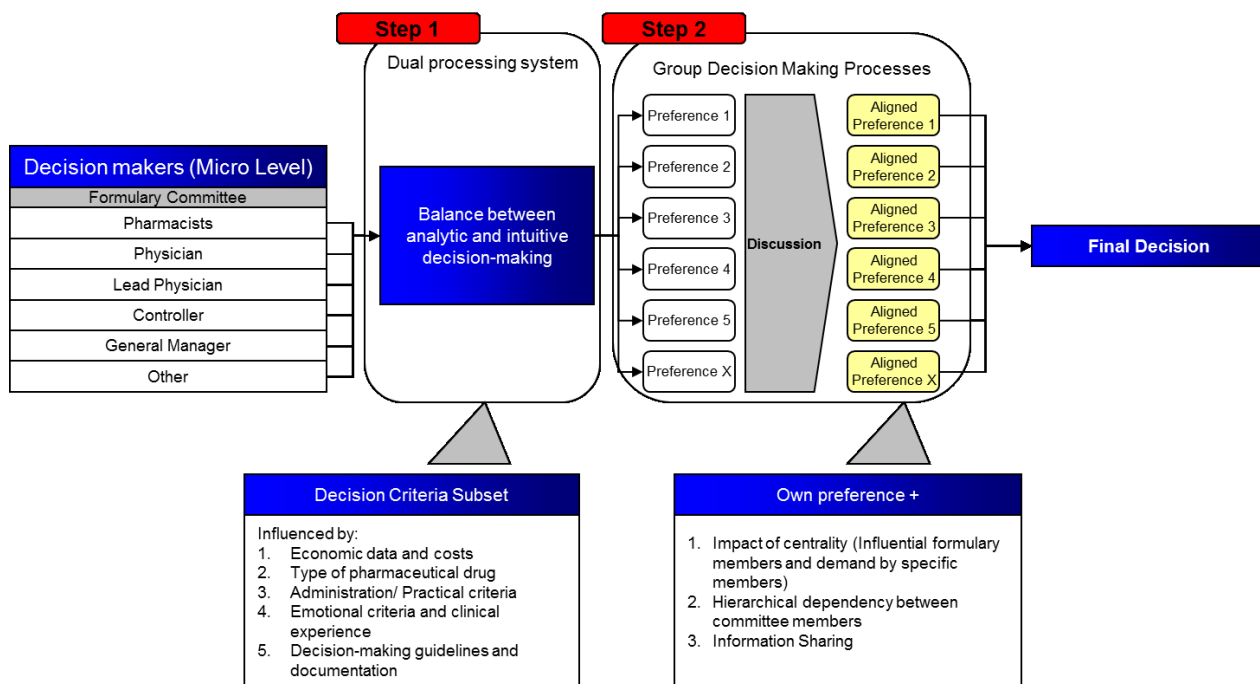 Step 1
Step 2
Dual processing system
Group Decision Making Processes
Decision makers (Micro Level)
Formulary Committee
Pharmacists
Physician
Lead Physician
Controller
General Manager
Other
Balance between
analytic and intuitive
decision-making
Preference 1
Preference 2
Preference 3
Preference 4
Preference 5
Preference X
Discussion
Aligned
Preference 1
Aligned
Preference 2
Aligned
Preference 3
Aligned
Preference 4
Aligned
Preference 5
Aligned
Preference X
Final Decision
Decision Criteria Subset
Influenced by:
1. Economic data and costs
2. Type of pharmaceutical drug
3. Administration/ Practical criteria
4. Emotional criteria and clinical
experience
5. Decision-making guidelines and
documentation
Own preference +
1. Impact of centrality (Influential formulary
members and demand by specific
members)
2. Hierarchical dependency between
committee members
3. Information Sharing